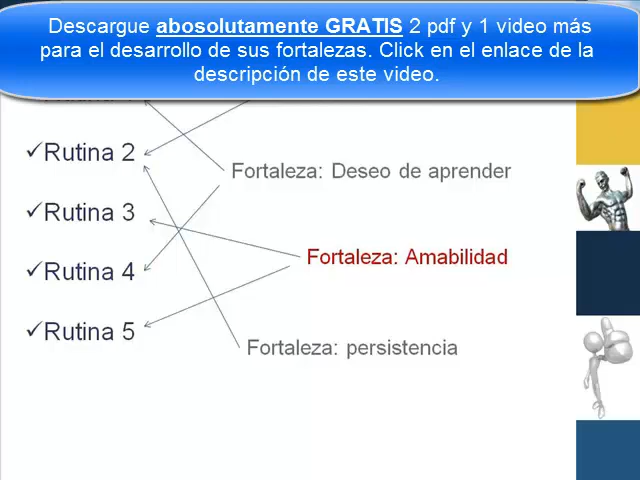 Descargue abosolutamente GRATIS 2 pdf y 1 video más
para el desarrollo de sus fortalezas. Click en el enlace de la
descripción de este video.
✓Rutina 2
Fortaleza: Deseo de aprender
✓Rutina 3
Fortaleza: Amabilidad
✓Rutina 4
✓Rutina 5
Fortaleza: persistencia